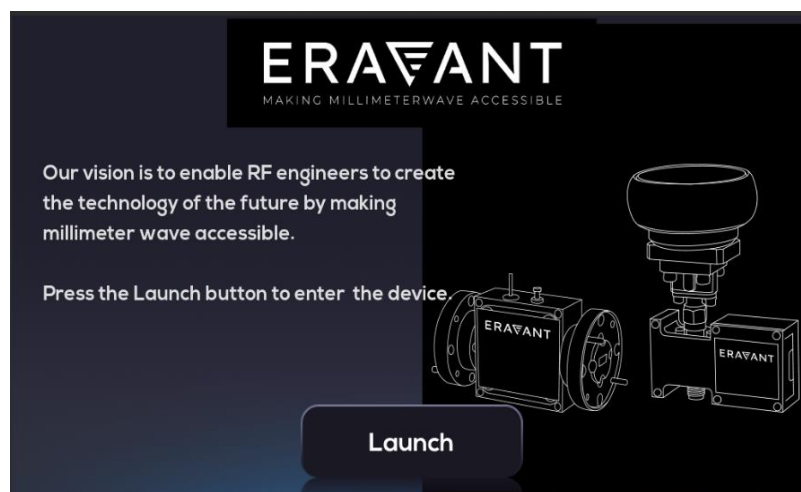 ERAVANT
MAKING MILLIMETERWAVE ACCESSIBLE
Our vision is to enable RF engineers to create
the technology of the future by making
millimeter wave accessible.
Press the Launch button to enter the device.
ERAVANT
ERAVANT
Launch